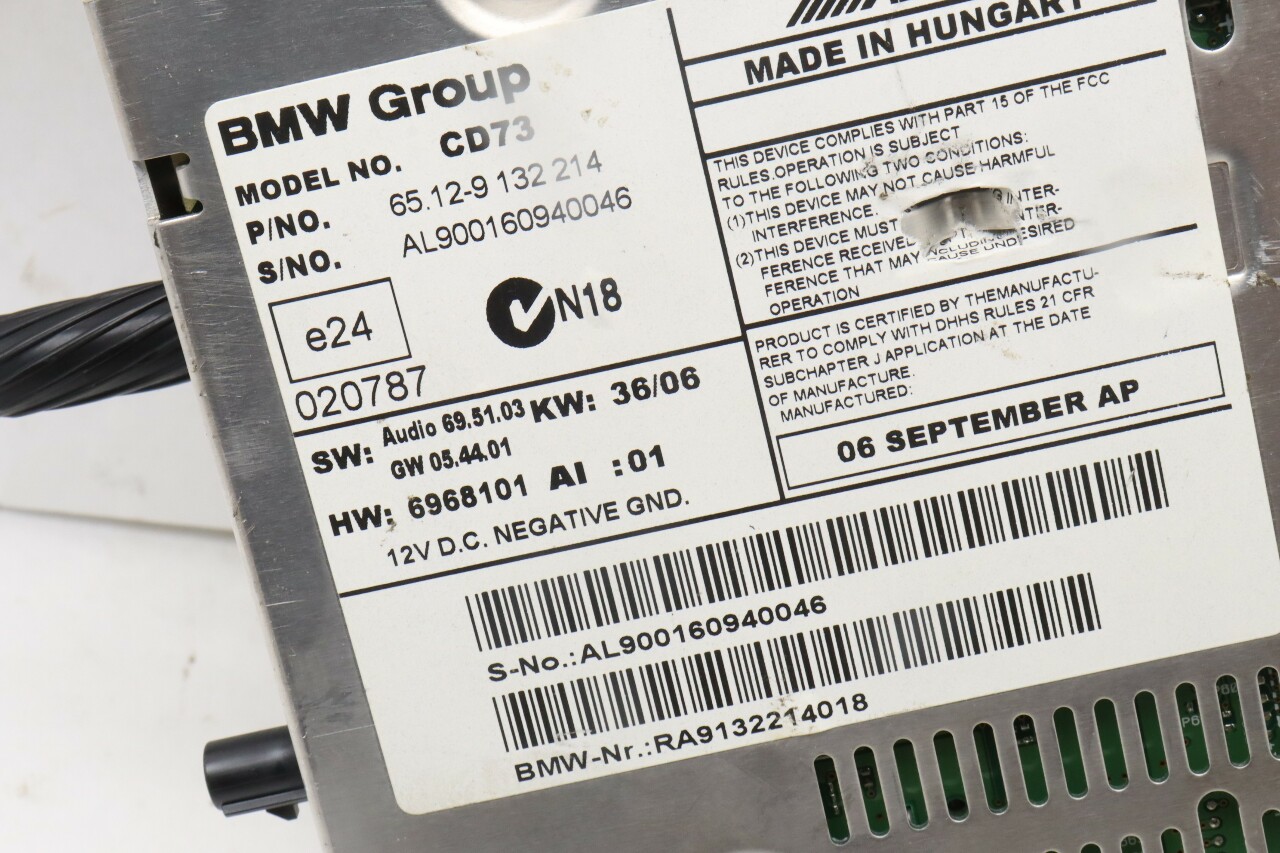 BMW Group
MODEL NO. CD73
P/NO. 65.12-9 132 214
S/NO. AL900160940046
e24
020787
N18
SW: Audio 69.51.03 KW: 36/06
GW 05.44.01
HW: 6968101 AI :01
12V D.C. NEGATIVE GND.
MADE IN HUNGARY
THIS DEVICE COMPLIES WITH PART 15 OF THE FCC
RULES.OPERATION IS SUBJECT
TO THE FOLLOWING TWO CONDITIONS:
(1)THIS DEVICE MAY NOT CAUSE HARMFUL
INTERFERENCE.
(2)THIS DEVICE MUST INTER-
FERENCE RECEIVED INTER-
FERENCE THAT MAY CAUSE UNDESIRED
OPERATION
PRODUCT IS CERTIFIED BY THEMANUFACTU-
RER TO COMPLY WITH DHHS RULES 21 CFR
SUBCHAPTER J APPLICATION AT THE DATE
OF MANUFACTURE.
MANUFACTURED:
06 SEPTEMBER AP
S-No.:AL900160940046
BMW-Nr.:RA9132214018